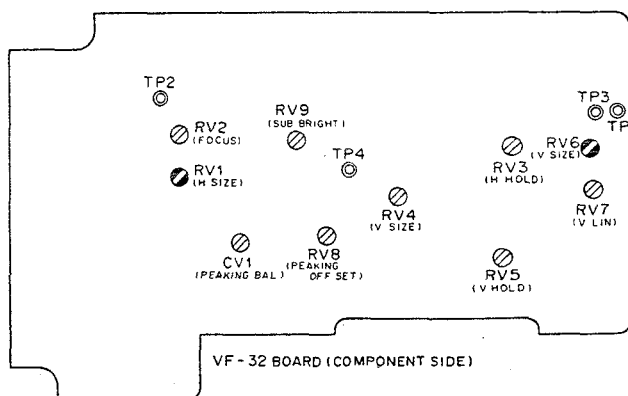 TP2
RV2
(FOCUS)
RV1
(H SIZE)
RV9
(SUB BRIGHT)
TP4
TP3
TP
RV6
(V SIZE)
RV3
(H HOLD)
RV7
(V LIN)
RV4
(V SIZE)
CV1
(PEAKING BAL)
RV8
(PEAKING
OFF SET)
RV5
(V HOLD)
VF-32 BOARD (COMPONENT SIDE)